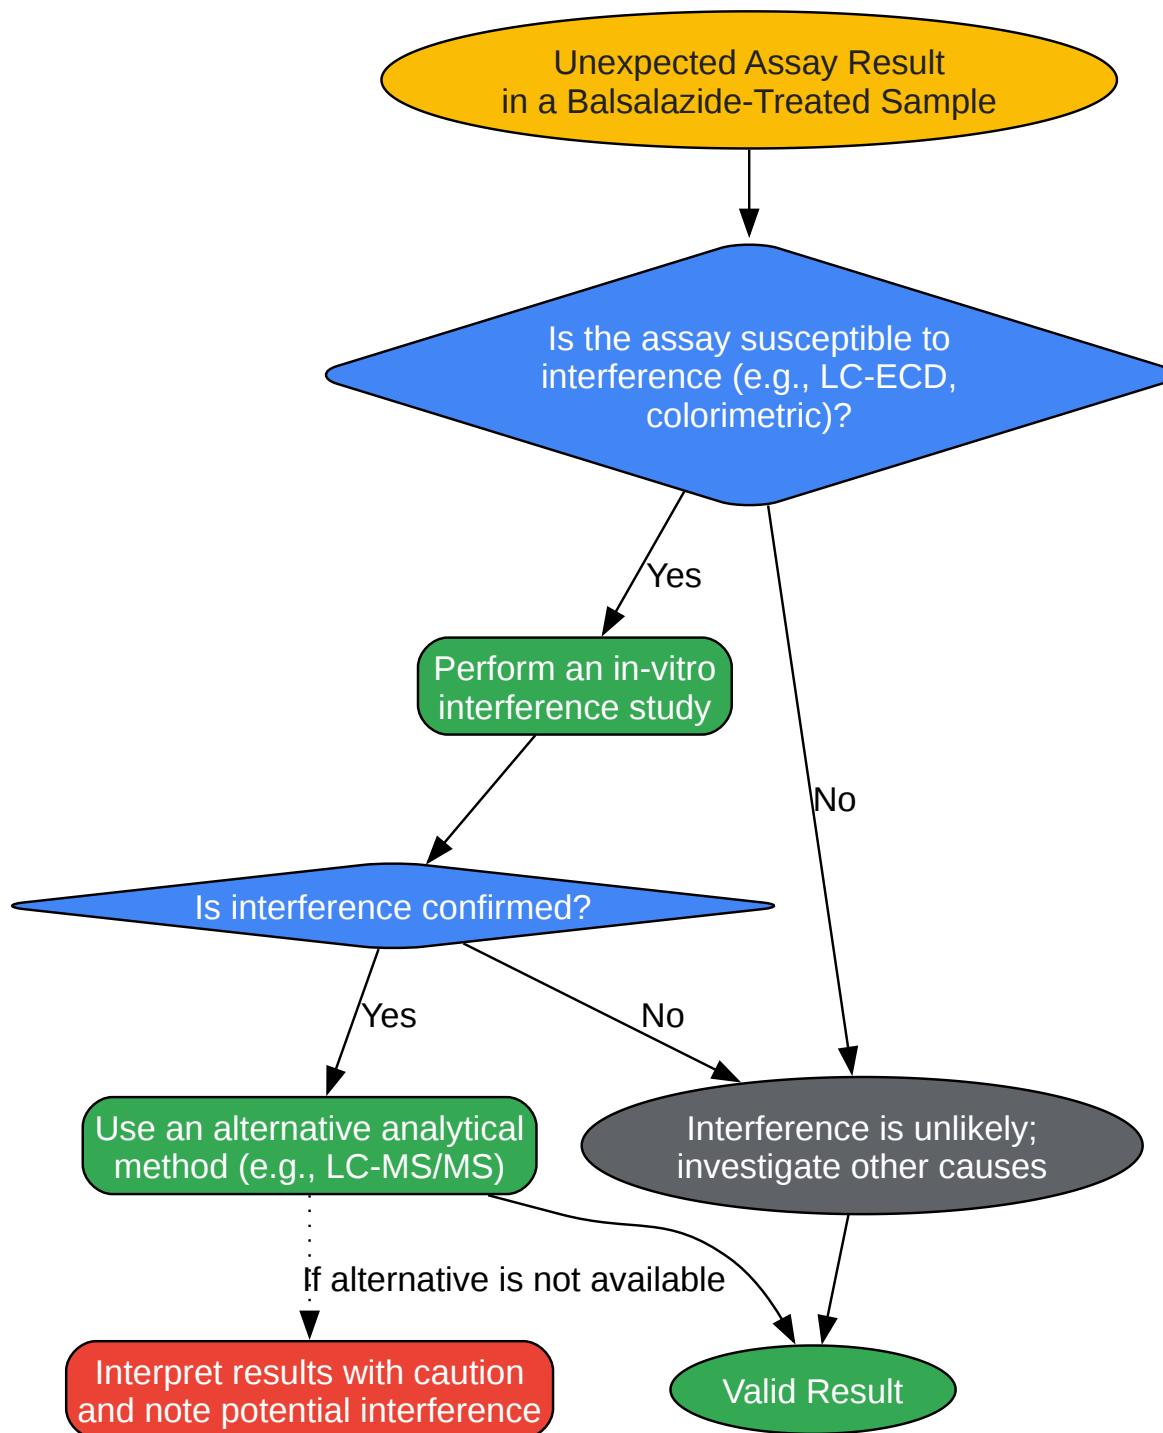 Unexpected Assay Result
in a Balsalazide-Treated Sample
Is the assay susceptible to
interference (e.g., LC-ECD,
colorimetric)?
Yes
Perform an in-vitro
interference study
No
Is interference confirmed?
Yes
No
Use an alternative analytical
method (e.g., LC-MS/MS)
Interference is unlikely;
investigate other causes
If alternative is not available
Interpret results with caution
and note potential interference
Valid Result